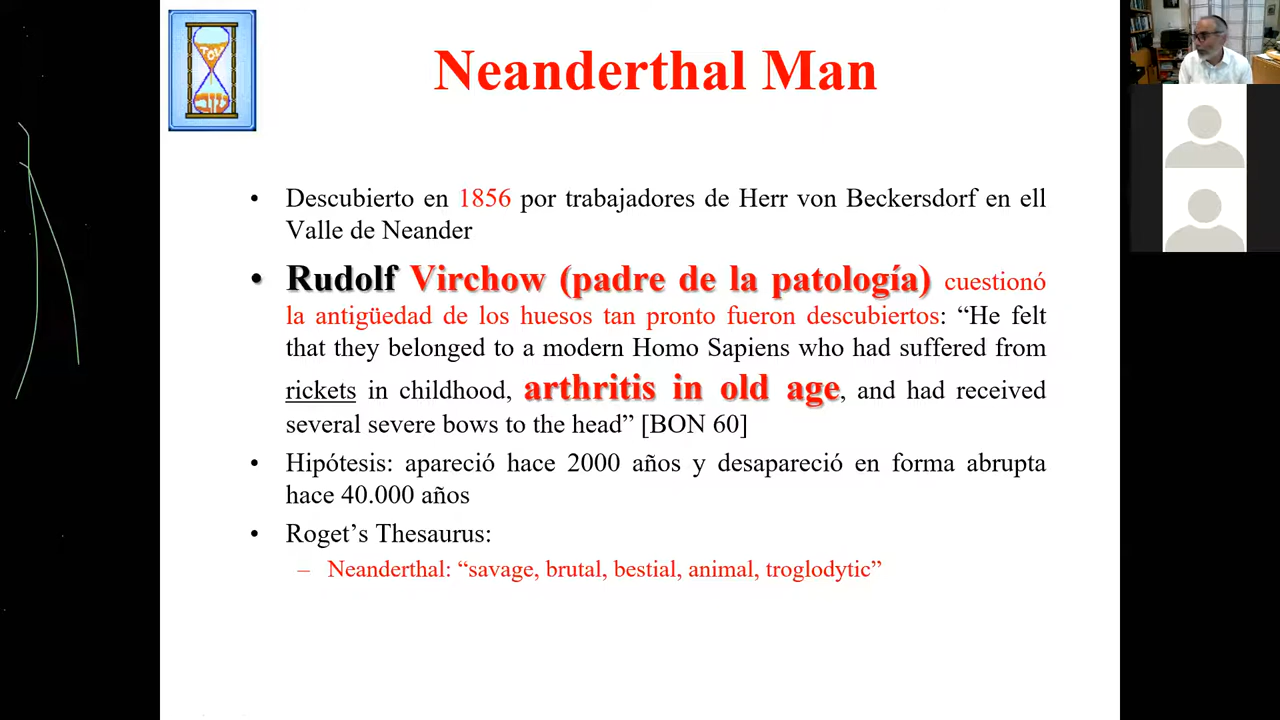 Neanderthal Man
• Descubierto en 1856 por trabajadores de Herr von Beckersdorf en ell
Valle de Neander
• Rudolf Virchow (padre de la patología) cuestionó
la antigüedad de los huesos tan pronto fueron descubiertos: “He felt
that they belonged to a modern Homo Sapiens who had suffered from
rickets in childhood, arthritis in old age, and had received
several severe bows to the head” [BON 60]
• Hipótesis: apareció hace 2000 años y desapareció en forma abrupta
hace 40.000 años
• Roget’s Thesaurus:
– Neanderthal: “savage, brutal, bestial, animal, troglodytic”